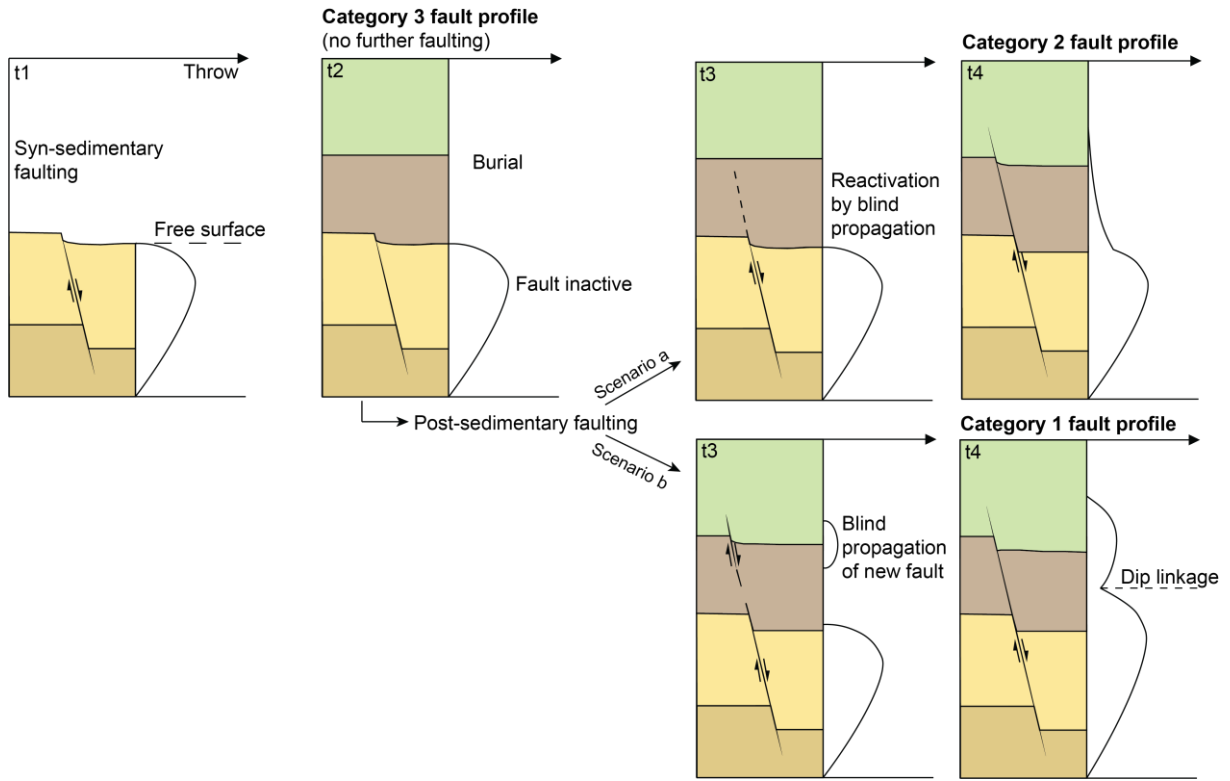 Category 3 fault profile
(no further faulting)
t1
Throw
Syn-sedimentary
faulting
Free surface
t2
Burial
Fault inactive
Post-sedimentary faulting
Scenario a
Scenario b
t3
Reactivation
by blind
propagation
Category 2 fault profile
t4
t3
Blind
propagation
of new fault
Category 1 fault profile
t4
Dip linkage